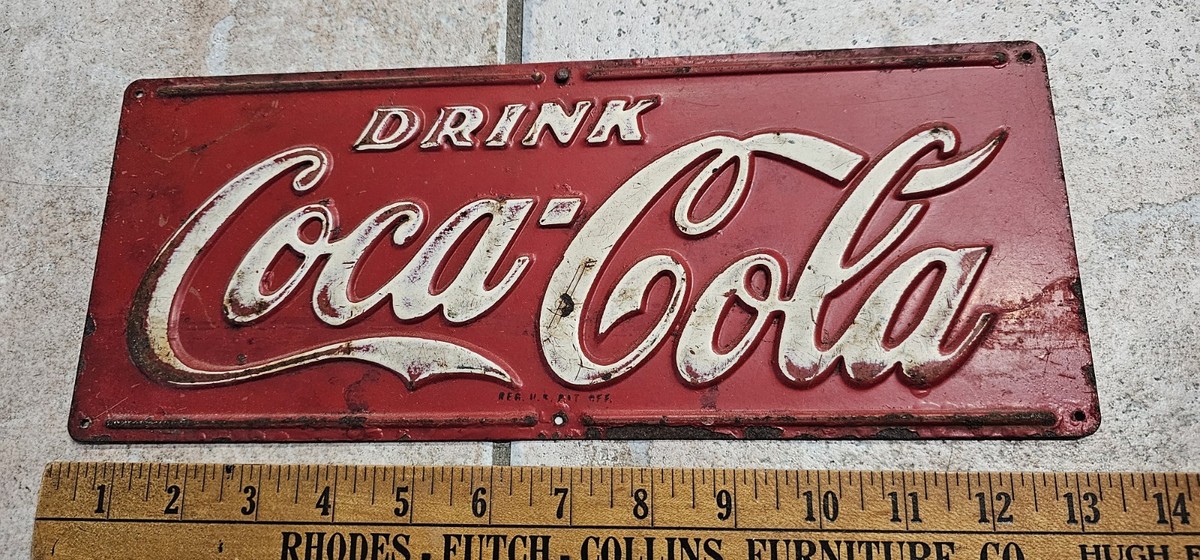 DRINK
Coca-Cola
REG. U.S. PAT. OFF.
1 2 3 4 5 6 7 8 9 10 11 12 13 14
RHODES-FUTCH-COLLINS FURNITURE CO HUGH